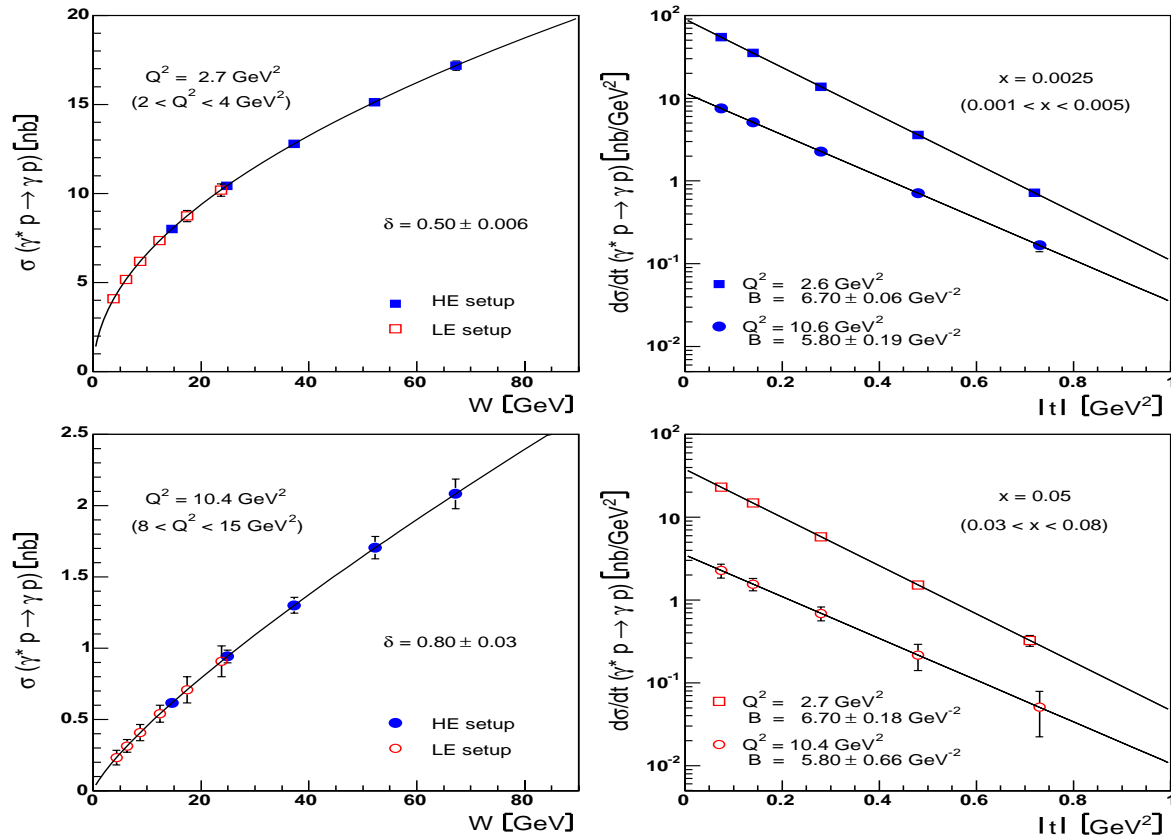 20
15
10
5
0
0
20
40
60
80
σ (γ* p → γ p) [nb]
W [GeV]
Q² = 2.7 GeV²
(2 < Q² < 4 GeV²)
δ = 0.50 ± 0.006
HE setup
LE setup
10²
10
1
10⁻¹
10⁻²
0
0.2
0.4
0.6
0.8
1
dσ/dt (γ* p → γ p) [nb/GeV²]
|t| [GeV²]
x = 0.0025
(0.001 < x < 0.005)
Q² = 2.6 GeV²
B = 6.70 ± 0.06 GeV⁻²
Q² = 10.6 GeV²
B = 5.80 ± 0.19 GeV⁻²
2.5
2
1.5
1
0.5
0
0
20
40
60
80
σ (γ* p → γ p) [nb]
W [GeV]
Q² = 10.4 GeV²
(8 < Q² < 15 GeV²)
δ = 0.80 ± 0.03
HE setup
LE setup
10²
10
1
10⁻¹
10⁻²
0
0.2
0.4
0.6
0.8
1
dσ/dt (γ* p → γ p) [nb/GeV²]
|t| [GeV²]
x = 0.05
(0.03 < x < 0.08)
Q² = 2.7 GeV²
B = 6.70 ± 0.18 GeV⁻²
Q² = 10.4 GeV²
B = 5.80 ± 0.66 GeV⁻²